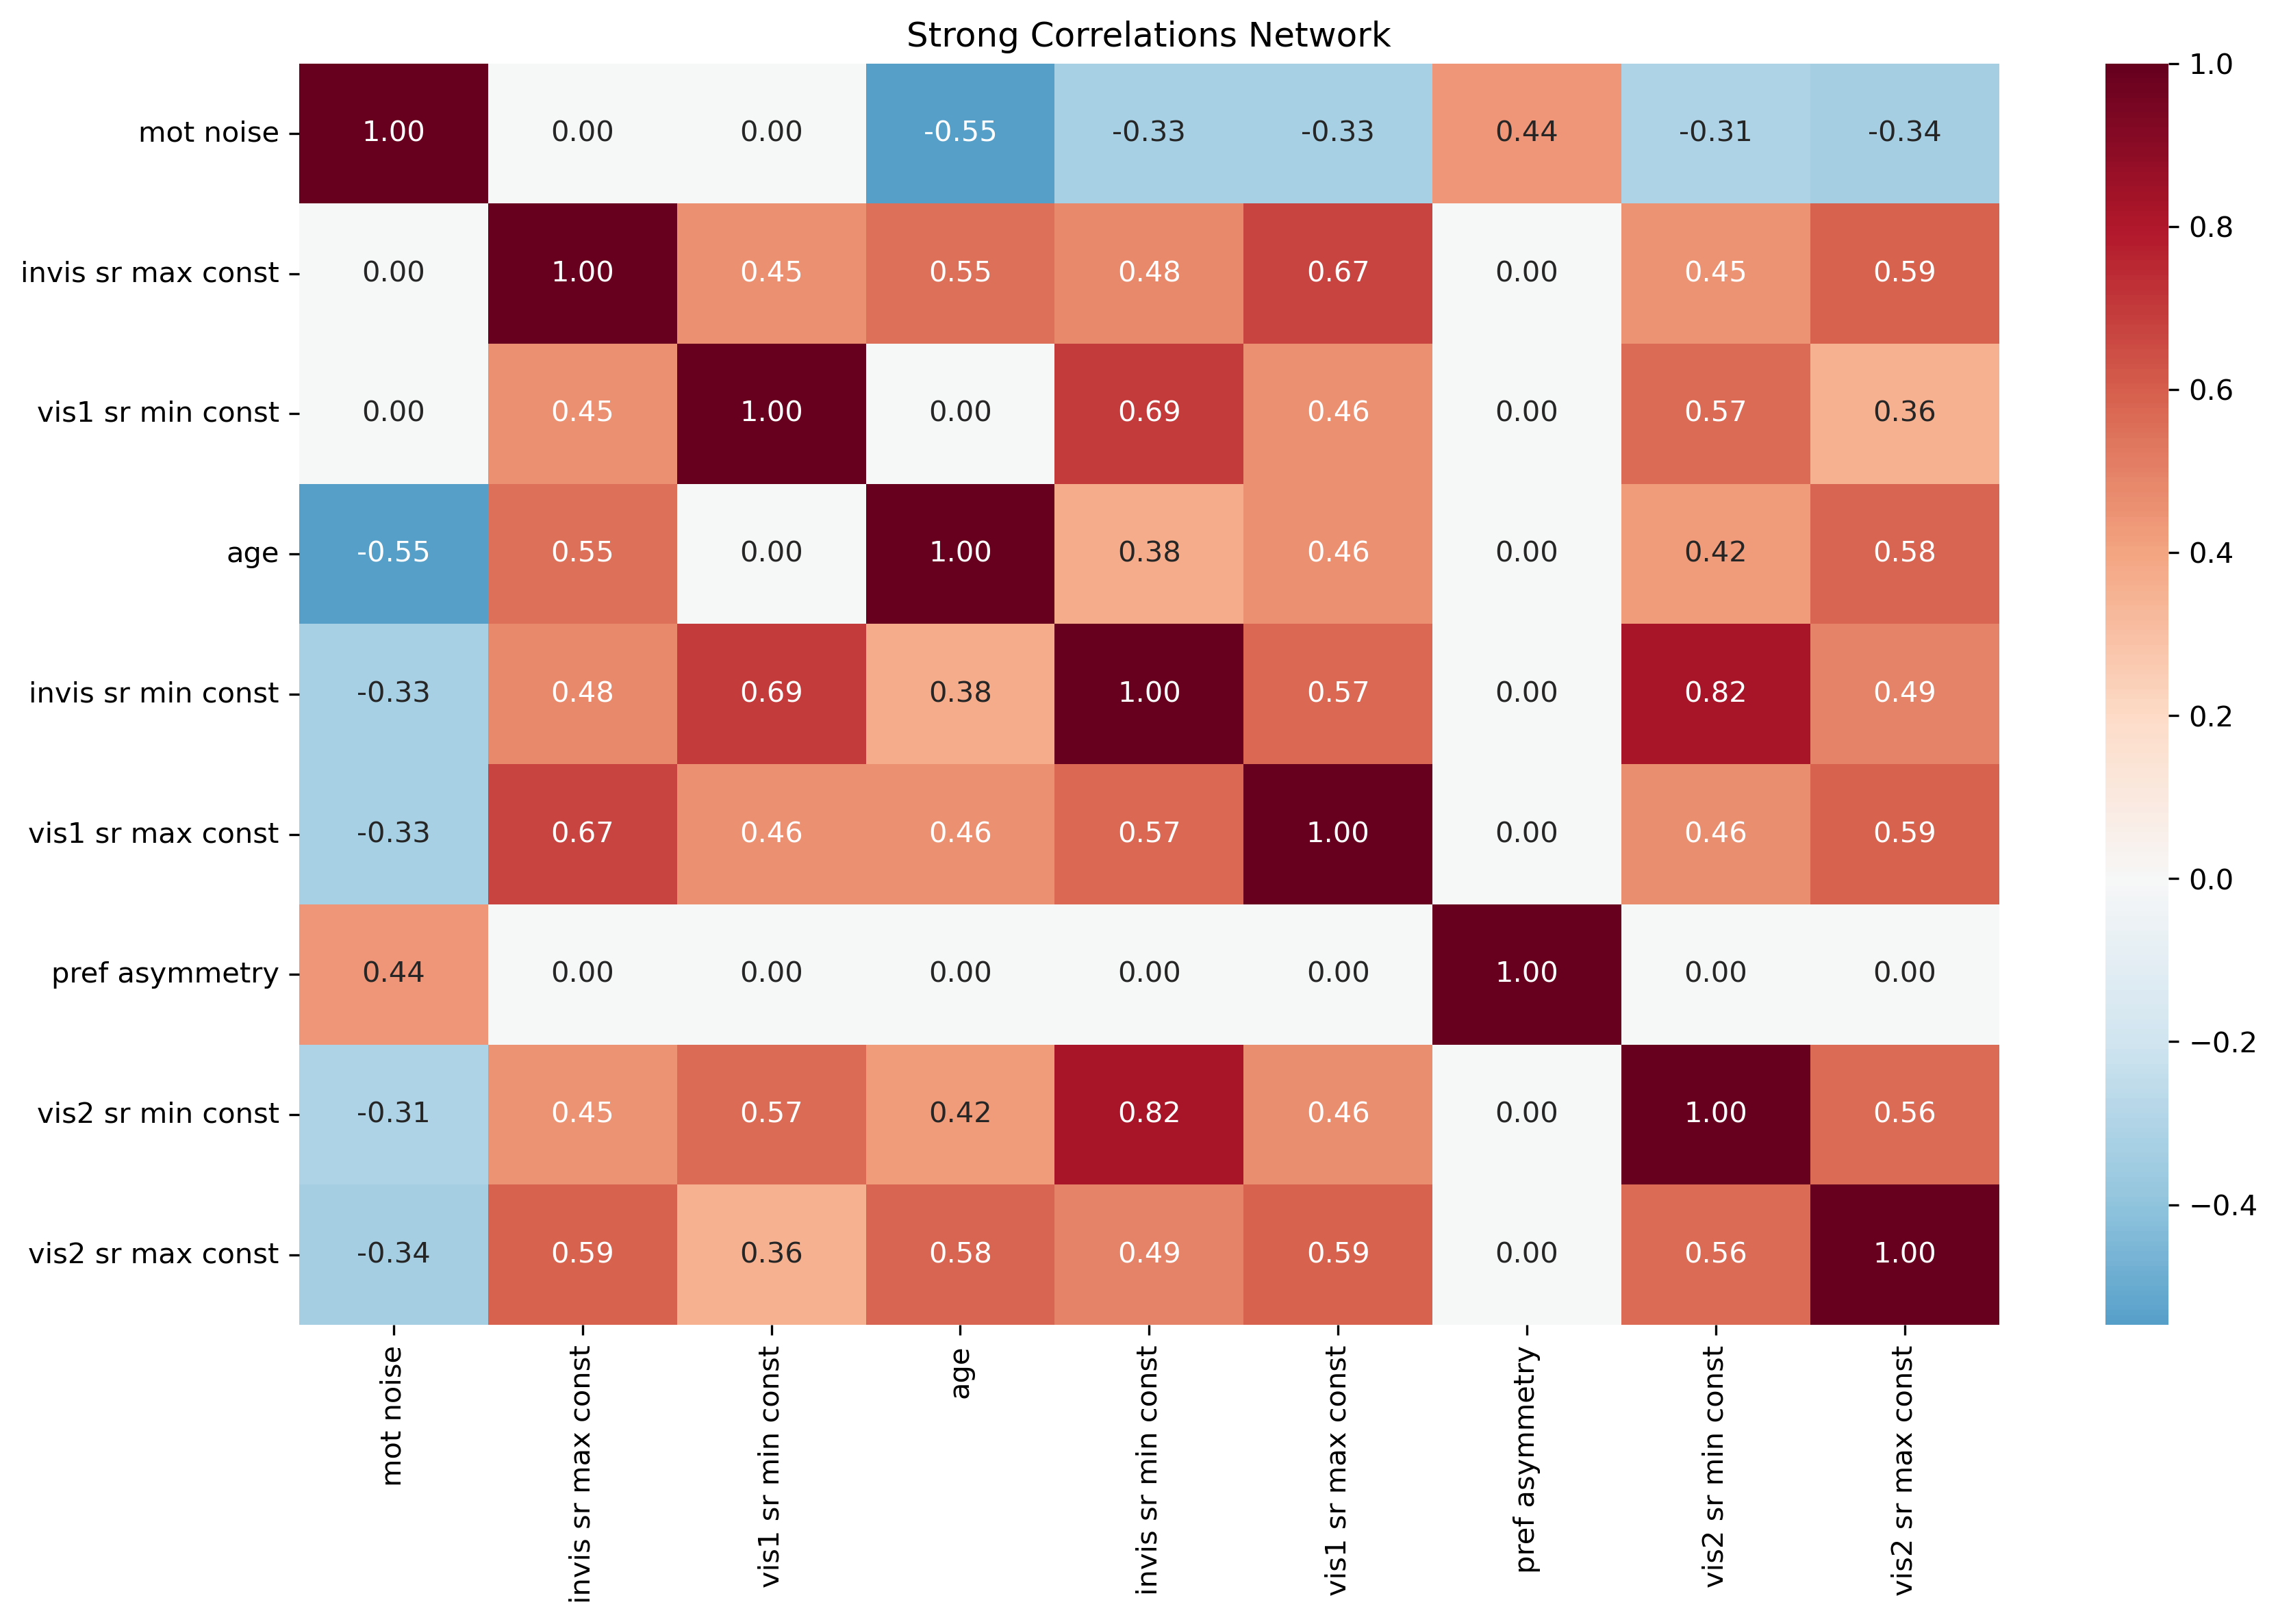 Strong Correlations Network
mot noise 1.00 0.00 0.00 -0.55 -0.33 -0.33 0.44 -0.31 -0.34
invis sr max const 0.00 1.00 0.45 0.55 0.48 0.67 0.00 0.45 0.59
vis1 sr min const 0.00 0.45 1.00 0.00 0.69 0.46 0.00 0.57 0.36
age -0.55 0.55 0.00 1.00 0.38 0.46 0.00 0.42 0.58
invis sr min const -0.33 0.48 0.69 0.38 1.00 0.57 0.00 0.82 0.49
vis1 sr max const -0.33 0.67 0.46 0.46 0.57 1.00 0.00 0.46 0.59
pref asymmetry 0.44 0.00 0.00 0.00 0.00 0.00 1.00 0.00 0.00
vis2 sr min const -0.31 0.45 0.57 0.42 0.82 0.46 0.00 1.00 0.56
vis2 sr max const -0.34 0.59 0.36 0.58 0.49 0.59 0.00 0.56 1.00
mot noise
invis sr max const
vis1 sr min const
age
invis sr min const
vis1 sr max const
pref asymmetry
vis2 sr min const
vis2 sr max const
1.0
0.8
0.6
0.4
0.2
0.0
−0.2
−0.4